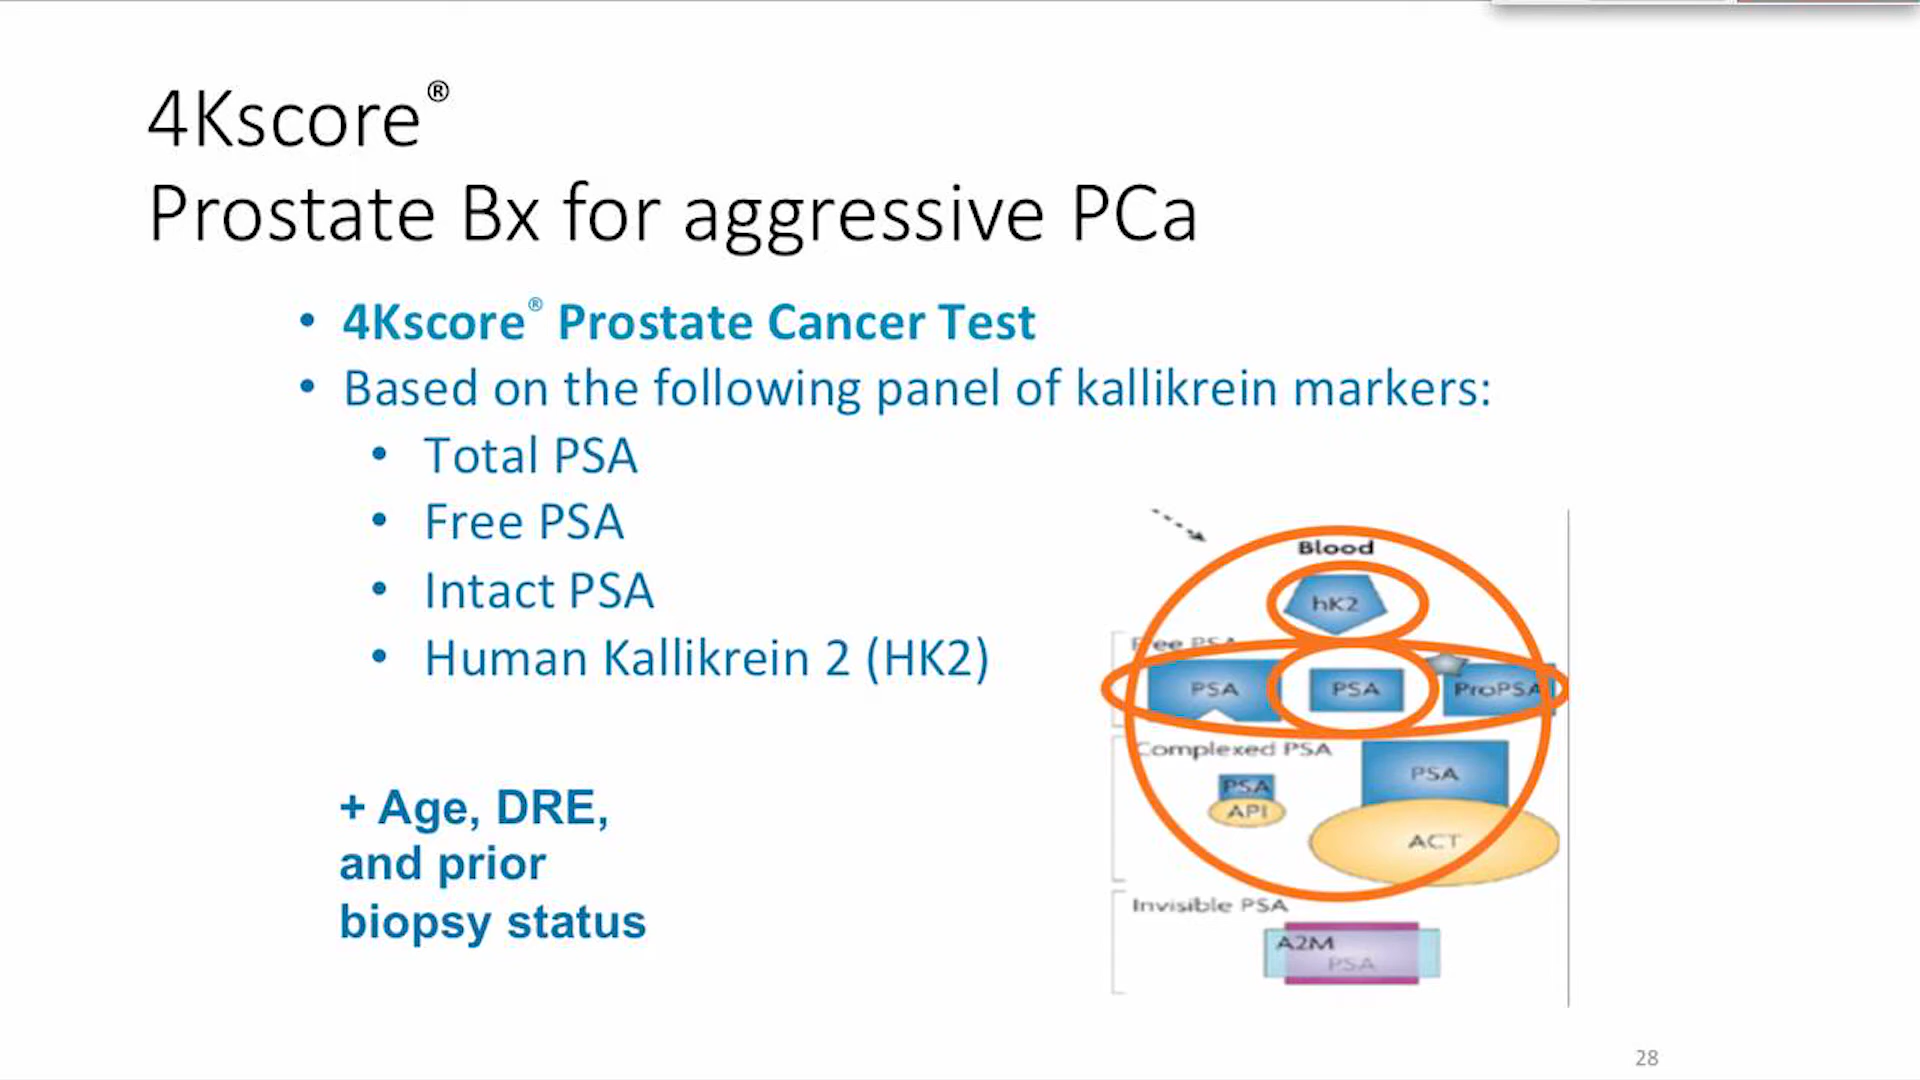 4Kscore®
Prostate Bx for aggressive PCa
• 4Kscore® Prostate Cancer Test
• Based on the following panel of kallikrein markers:
• Total PSA
• Free PSA
• Intact PSA
• Human Kallikrein 2 (HK2)
+ Age, DRE,
and prior
biopsy status
Blood
hK2
Free PSA
PSA
PSA
ProPSA
Complexed PSA
PSA
API
PSA
ACT
Invisible PSA
A2M
PSA
28